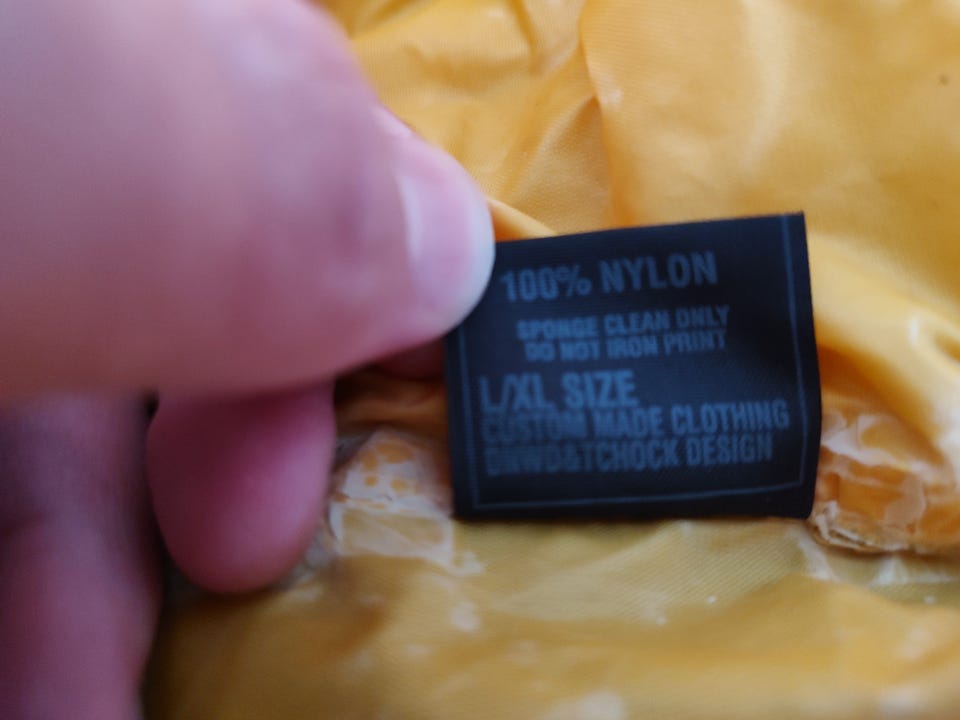 100% NYLON
SPONGE CLEAN ONLY
DO NOT IRON PRINT
L/XL SIZE
CUSTOM MADE CLOTHING
DESIGN